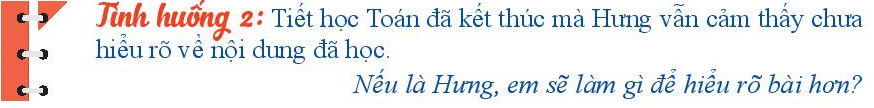 Tình huống 2: Tiết học Toán đã kết thúc mà Hưng vẫn cảm thấy chưa
hiểu rõ về nội dung đã học.
Nếu là Hưng, em sẽ làm gì để hiểu rõ bài hơn?